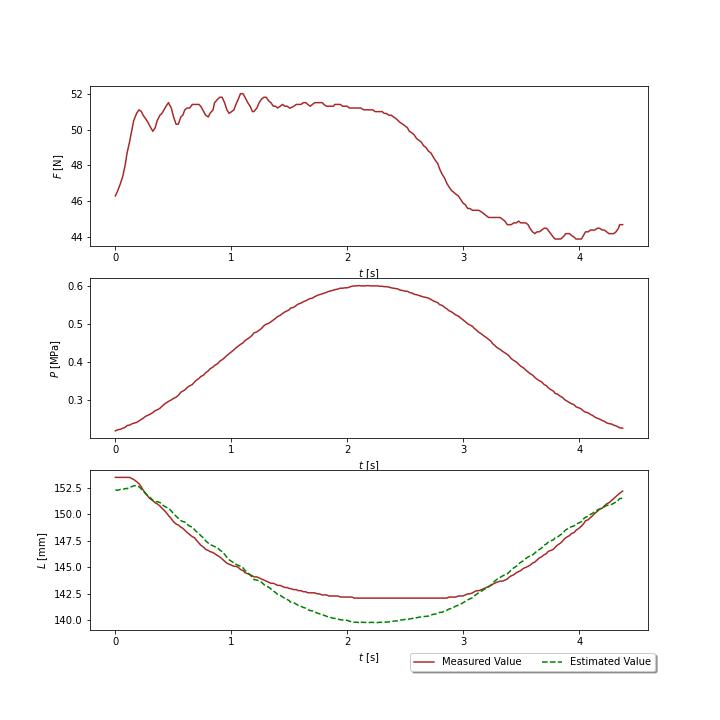 52
50
48
46
44
F [N]
0 1 2 3 4
t [s]
0.6
0.5
0.4
0.3
P [MPa]
0 1 2 3 4
t [s]
152.5
150.0
147.5
145.0
142.5
140.0
L [mm]
0 1 2 3 4
t [s]
Measured Value Estimated Value